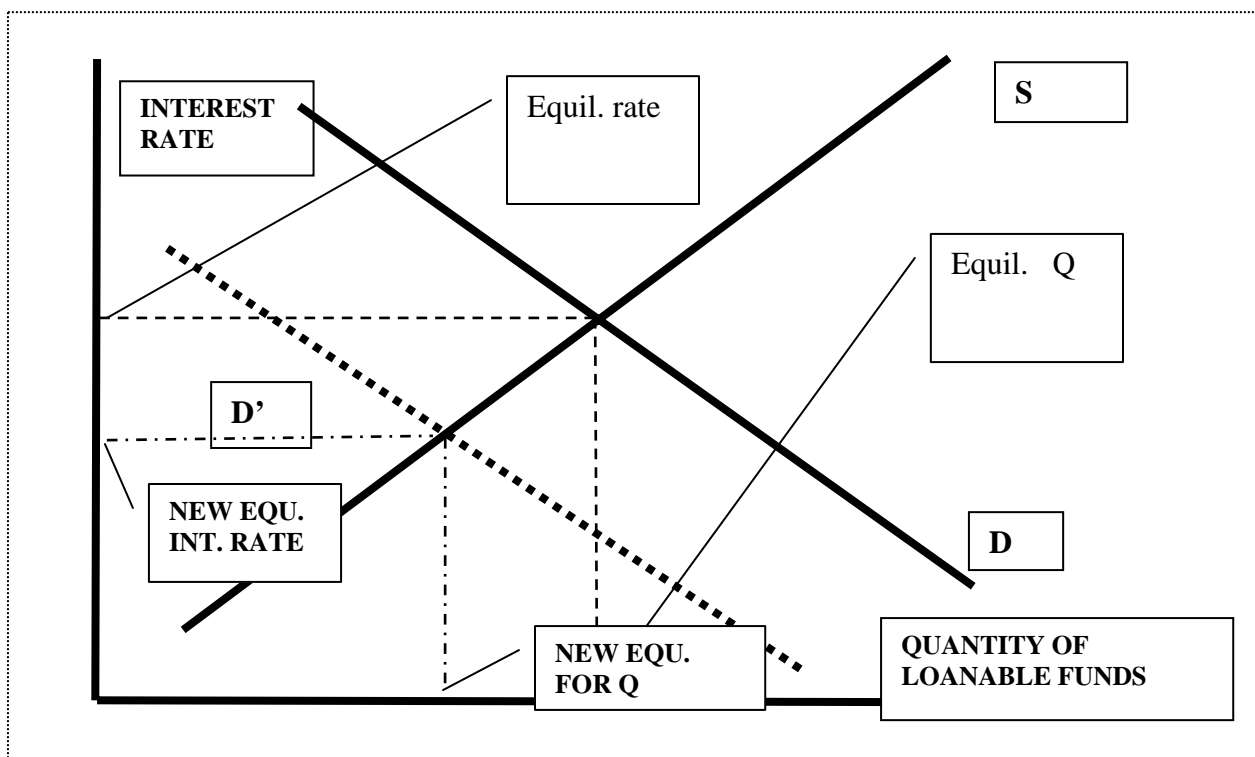 INTEREST
RATE
Equil. rate
S
Equil. Q
D’
NEW EQU.
INT. RATE
D
NEW EQU.
FOR Q
QUANTITY OF
LOANABLE FUNDS